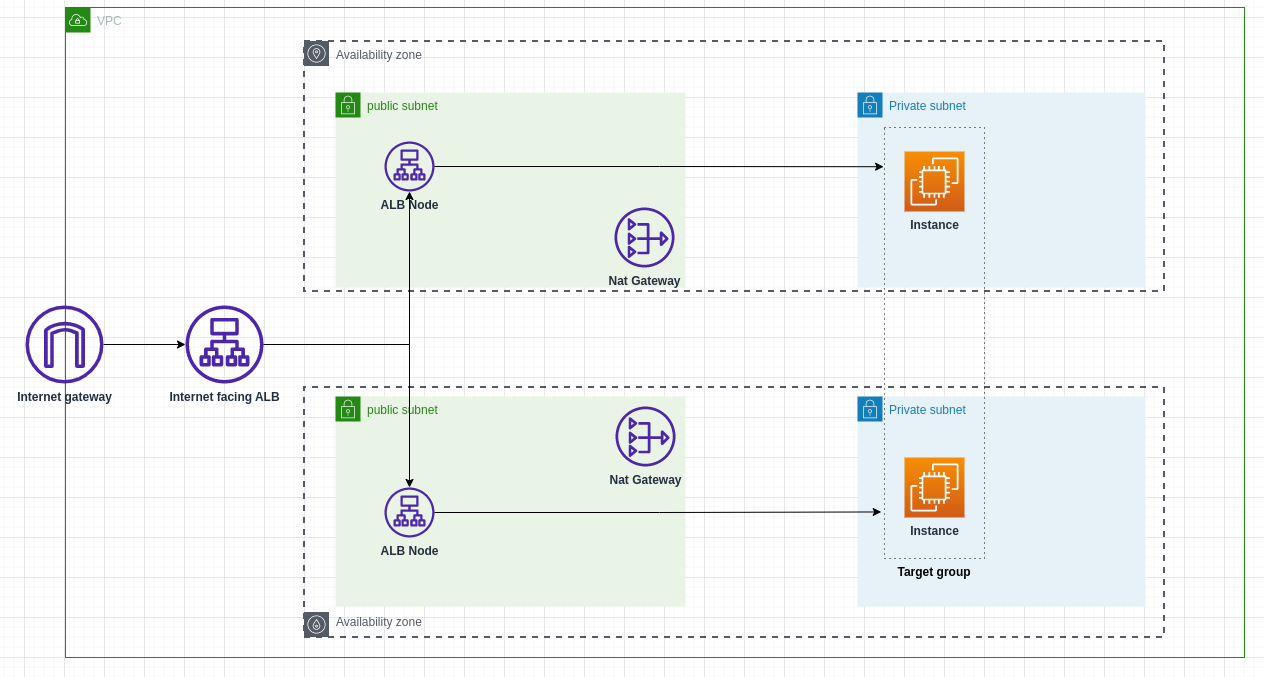 VPC
Availability zone
public subnet
Private subnet
ALB Node
Instance
Nat Gateway
Internet gateway
Internet facing ALB
public subnet
Private subnet
Nat Gateway
Instance
ALB Node
Target group
Availability zone